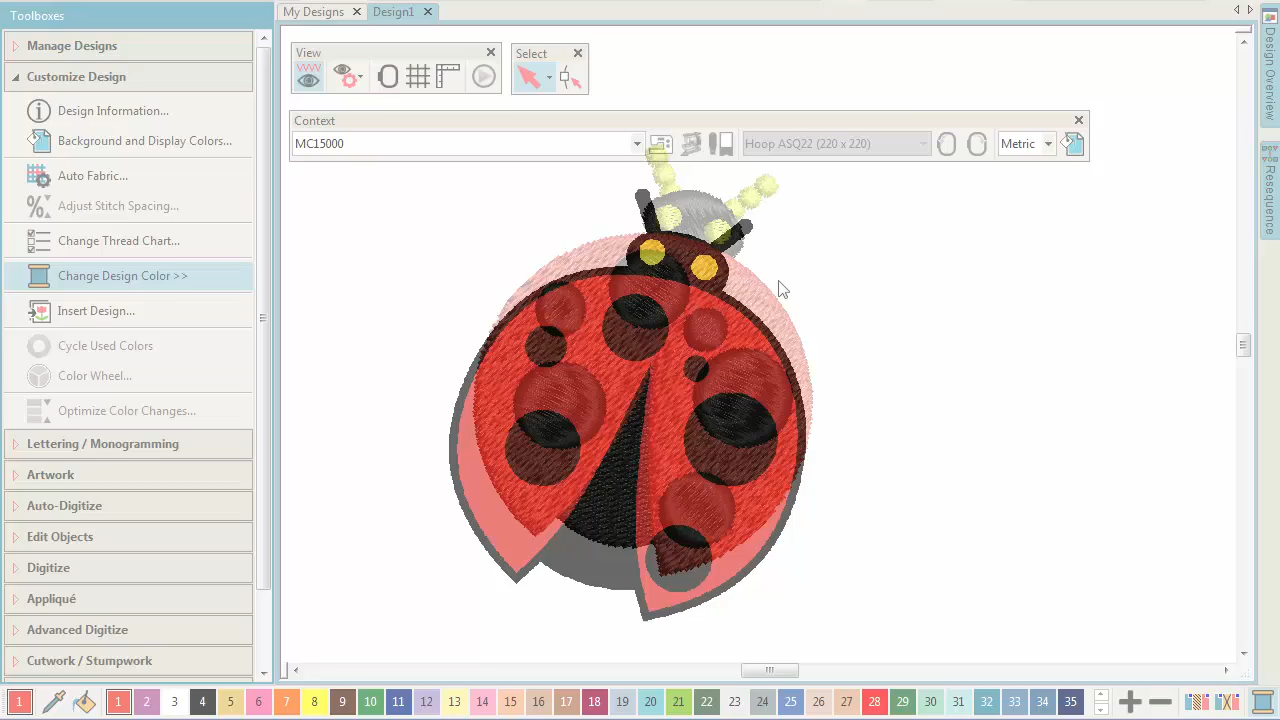 Toolboxes
My Designs
Design1
Manage Designs
Customize Design
Design Information...
Background and Display Colors...
Auto Fabric...
Adjust Stitch Spacing...
Change Thread Chart...
Change Design Color >>
Insert Design...
Cycle Used Colors
Color Wheel...
Optimize Color Changes...
Lettering / Monogramming
Artwork
Auto-Digitize
Edit Objects
Digitize
Appliqué
Advanced Digitize
Cutwork / Stumpwork
View
Select
Context
MC15000
Hoop ASQ22 (220 x 220)
Metric
Design Overview
Resequence
1
1 2 3 4 5 6 7 8 9 10 11 12 13 14 15 16 17 18 19 20 21 22 23 24 25 26 27 28 29 30 31 32 33 34 35